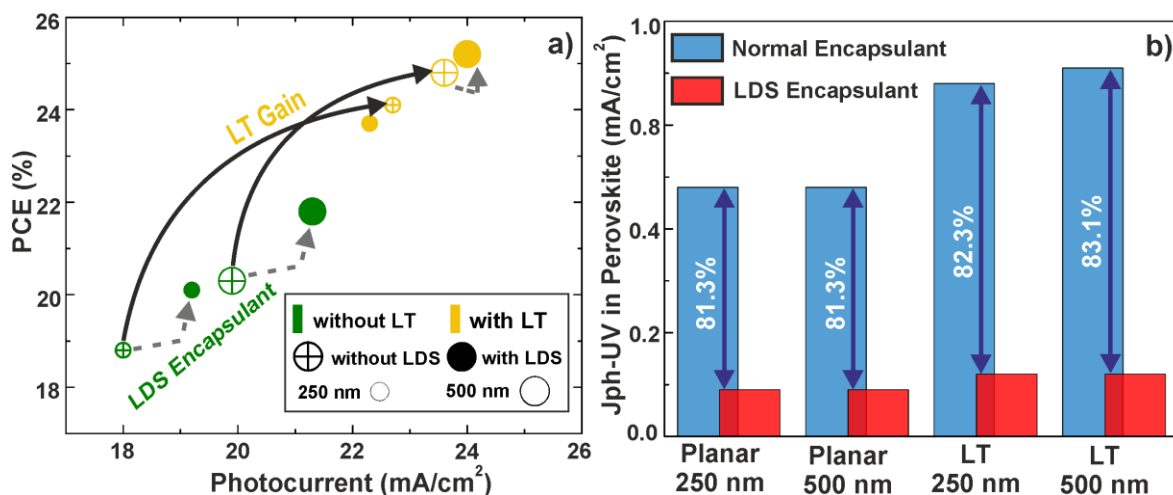 a)
PCE (%)
26
24
22
20
18
LT Gain
LDS Encapsulant
without LT
with LT
without LDS
with LDS
250 nm
500 nm
18 20 22 24 26
Photocurrent (mA/cm²)
b)
Jph-UV in Perovskite (mA/cm²)
0.8
0.4
0.2
1.0
0.0
Normal Encapsulant
LDS Encapsulant
81.3%
81.3%
82.3%
83.1%
Planar Planar LT LT
250 nm 500 nm 250 nm 500 nm